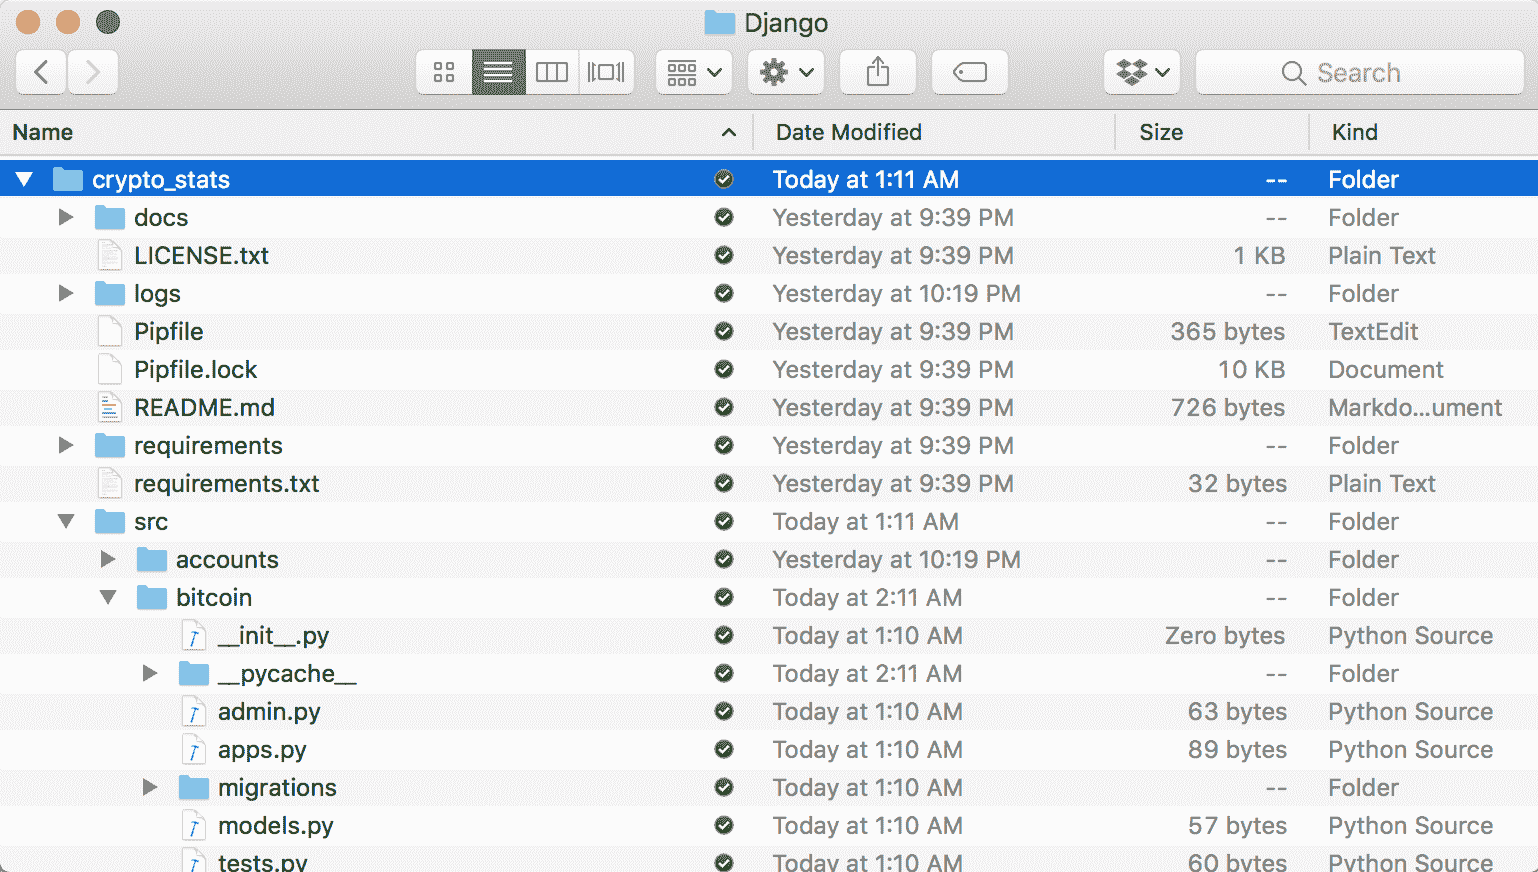 Django
Search
Name Date Modified Size Kind
crypto_stats Today at 1:11 AM -- Folder
docs Yesterday at 9:39 PM -- Folder
LICENSE.txt Yesterday at 9:39 PM 1 KB Plain Text
logs Yesterday at 10:19 PM -- Folder
Pipfile Yesterday at 9:39 PM 365 bytes TextEdit
Pipfile.lock Yesterday at 9:39 PM 10 KB Document
README.md Yesterday at 9:39 PM 726 bytes Markdo...ument
requirements Yesterday at 9:39 PM -- Folder
requirements.txt Yesterday at 9:39 PM 32 bytes Plain Text
src Today at 1:11 AM -- Folder
accounts Yesterday at 10:19 PM -- Folder
bitcoin Today at 2:11 AM -- Folder
__init__.py Today at 1:10 AM Zero bytes Python Source
__pycache__ Today at 2:11 AM -- Folder
admin.py Today at 1:10 AM 63 bytes Python Source
apps.py Today at 1:10 AM 89 bytes Python Source
migrations Today at 1:10 AM -- Folder
models.py Today at 1:10 AM 57 bytes Python Source
tests.py Today at 1:10 AM 60 bytes Python Source